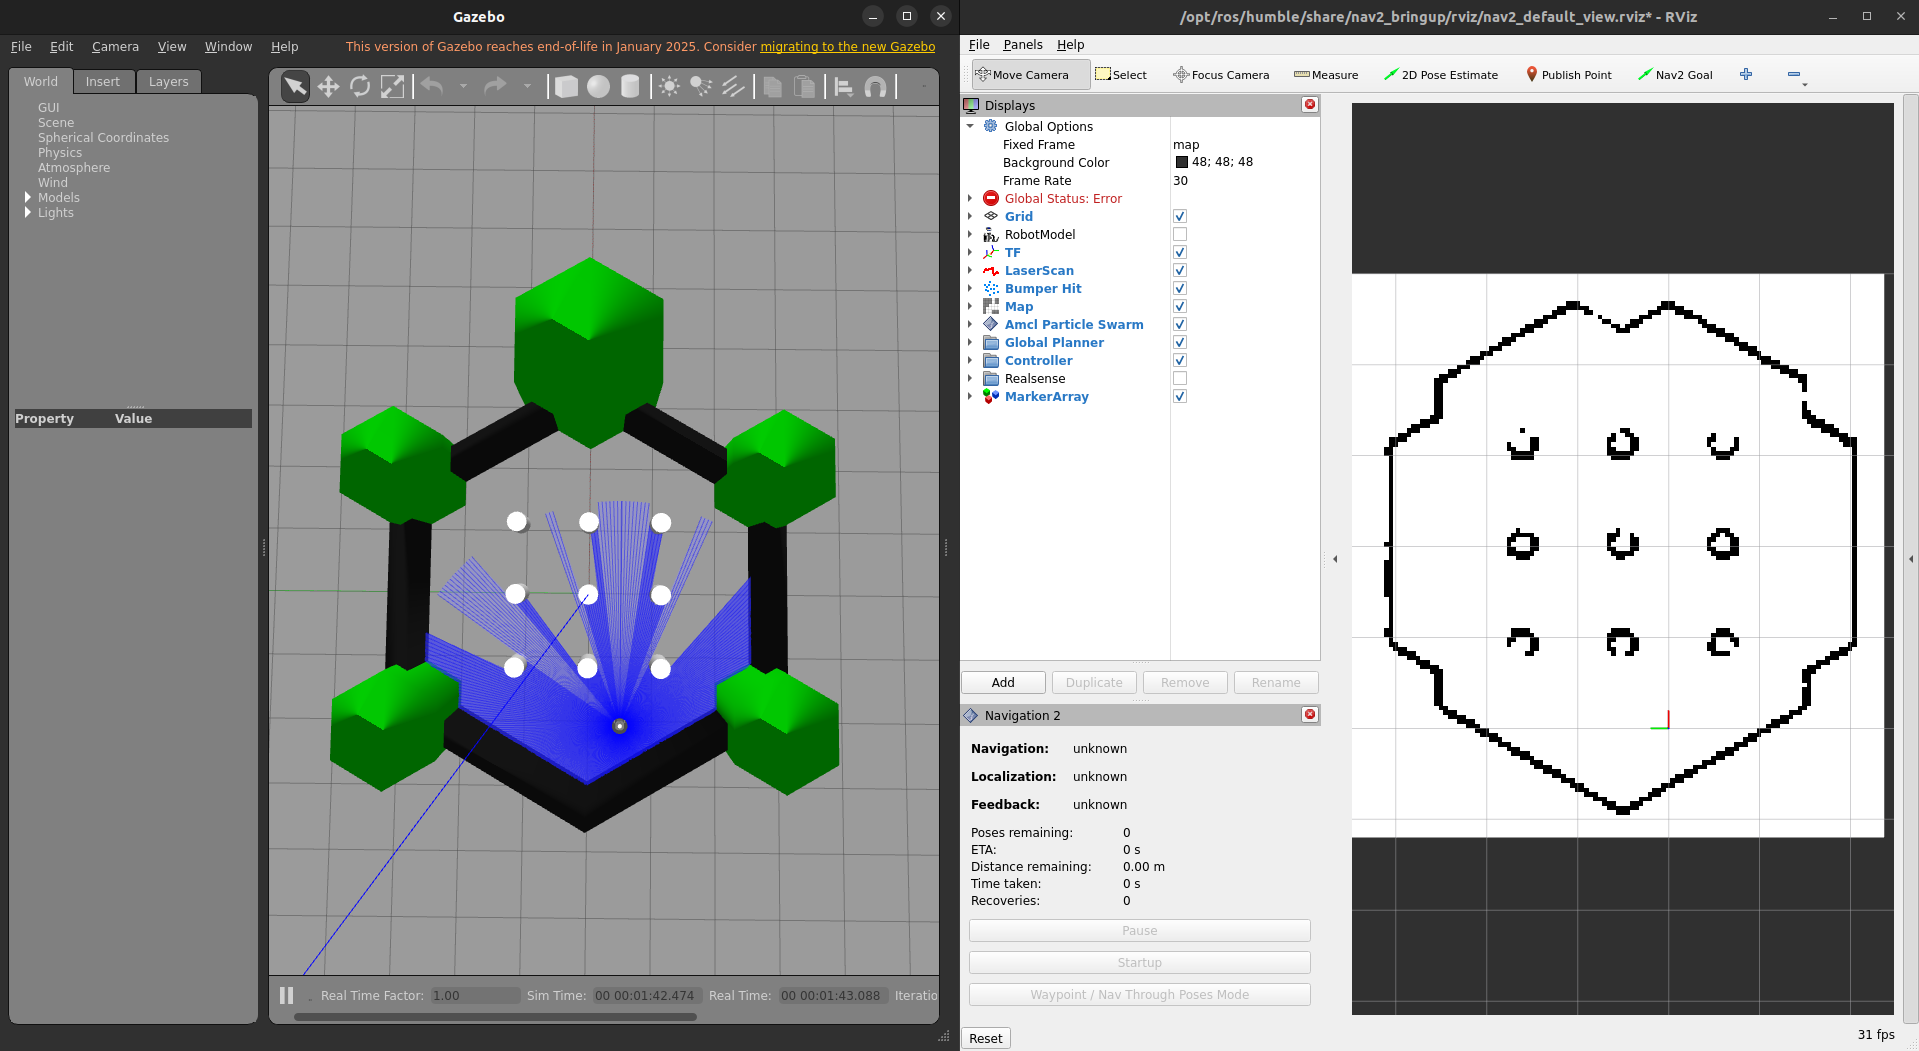 Gazebo
File Edit Camera View Window Help
This version of Gazebo reaches end-of-life in January 2025. Consider migrating to the new Gazebo
World Insert Layers
GUI
Scene
Spherical Coordinates
Physics
Atmosphere
Wind
Models
Lights
Property Value
Real Time Factor: 1.00 Sim Time: 00 00:01:42.474 Real Time: 00 00:01:43.088 Iteratio
/opt/ros/humble/share/nav2_bringup/rviz/nav2_default_view.rviz* - RViz
File Panels Help
Move Camera Select Focus Camera Measure 2D Pose Estimate Publish Point Nav2 Goal
Displays
Global Options
Fixed Frame map
Background Color 48; 48; 48
Frame Rate 30
Global Status: Error
Grid
RobotModel
TF
LaserScan
Bumper Hit
Map
Amcl Particle Swarm
Global Planner
Controller
Realsense
MarkerArray
Add Duplicate Remove Rename
Navigation 2
Navigation: unknown
Localization: unknown
Feedback: unknown
Poses remaining: 0
ETA: 0 s
Distance remaining: 0.00 m
Time taken: 0 s
Recoveries: 0
Pause
Startup
Waypoint / Nav Through Poses Mode
Reset
31 fps